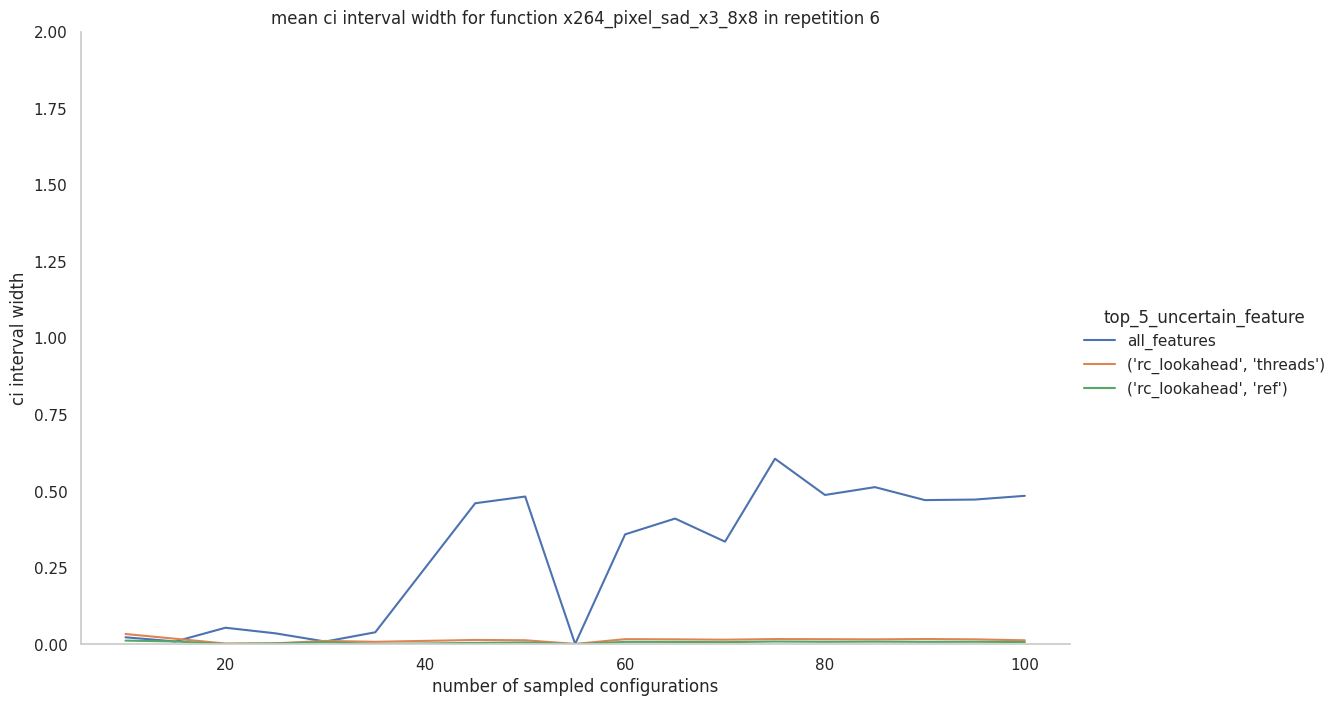 mean ci interval width for function x264_pixel_sad_x3_8x8 in repetition 6
2.00
1.75
1.50
1.25
1.00
0.75
0.50
0.25
0.00
ci interval width
20 40 60 80 100
number of sampled configurations
top_5_uncertain_feature
all_features
('rc_lookahead', 'threads')
('rc_lookahead', 'ref')